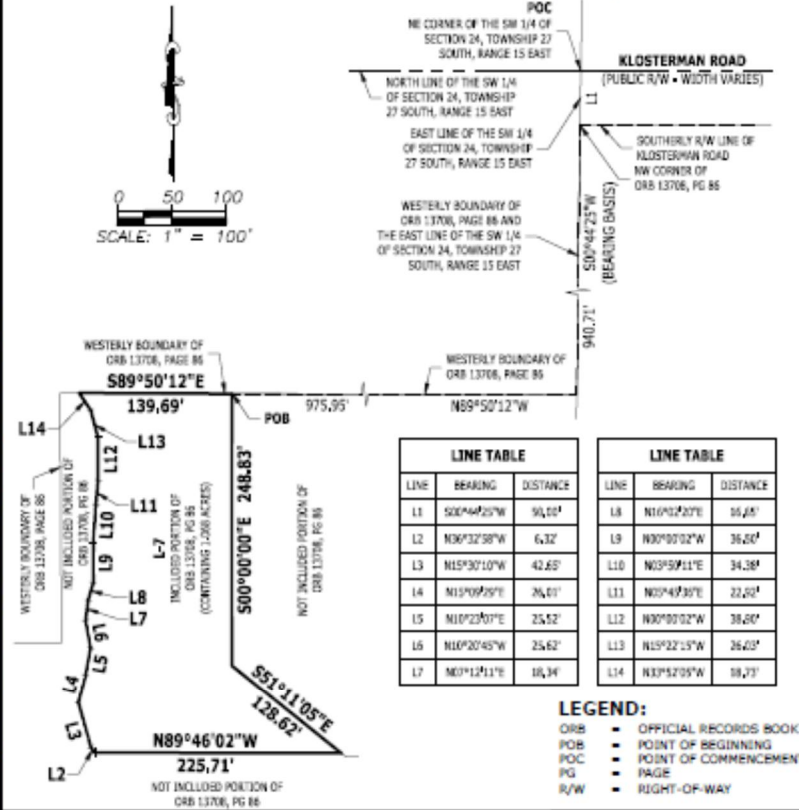 POC
NE CORNER OF THE SW 1/4 OF
SECTION 24, TOWNSHIP 27
SOUTH, RANGE 15 EAST
KLOSTERMAN ROAD
(PUBLIC R/W • WIDTH VARIES)
NORTH LINE OF THE SW 1/4
OF SECTION 24, TOWNSHIP
27 SOUTH, RANGE 15 EAST
L1
EAST LINE OF THE SW 1/4
OF SECTION 24, TOWNSHIP
27 SOUTH, RANGE 15 EAST
SOUTHERLY R/W LINE OF
KLOSTERMAN ROAD
NW CORNER OF
ORB 13708, PG 86
0 50 100
SCALE: 1" = 100'
WESTERLY BOUNDARY OF
ORB 13708, PAGE 86 AND
THE EAST LINE OF THE SW 1/4
OF SECTION 24, TOWNSHIP 27
SOUTH, RANGE 15 EAST
S00°44'25"W
(BEARING BASIS)
940.71'
WESTERLY BOUNDARY OF
ORB 13708, PAGE 86
S89°50'12"E
139.69'
POB
WESTERLY BOUNDARY OF
ORB 13708, PAGE 86
975.95'
N89°50'12"W
L14
L13
L12
L11
L10
L9
L8
L7
L6
L5
L4
L3
L2
WESTERLY BOUNDARY OF
ORB 13708, PAGE 86
NOT INCLUDED PORTION OF
ORB 13708, PG 86
L-7
INCLUDED PORTION OF
ORB 13708, PG 86
(CONTAINING 1.068 ACRES)
S00°00'00"E 248.83'
NOT INCLUDED PORTION OF
ORB 13708, PG 86
S51°11'05"E
128.62'
N89°46'02"W
225.71'
NOT INCLUDED PORTION OF
ORB 13708, PG 86
LINE TABLE
LINE BEARING DISTANCE
L1 S00°44'25"W 50.00'
L2 N36°32'58"W 6.32'
L3 N15°30'10"W 42.65'
L4 N15°09'29"E 26.01'
L5 N10°23'07"E 25.52'
L6 N10°20'45"W 25.62'
L7 N07°12'11"E 18.34'
LINE TABLE
LINE BEARING DISTANCE
L8 N16°02'20"E 16.65'
L9 N00°00'02"W 36.50'
L10 N03°59'11"E 34.38'
L11 N05°43'06"E 22.92'
L12 N00°00'02"W 38.90'
L13 N15°22'15"W 26.03'
L14 N33°52'05"W 18.73'
LEGEND:
ORB = OFFICIAL RECORDS BOOK
POB = POINT OF BEGINNING
POC = POINT OF COMMENCEMENT
PG = PAGE
R/W = RIGHT-OF-WAY